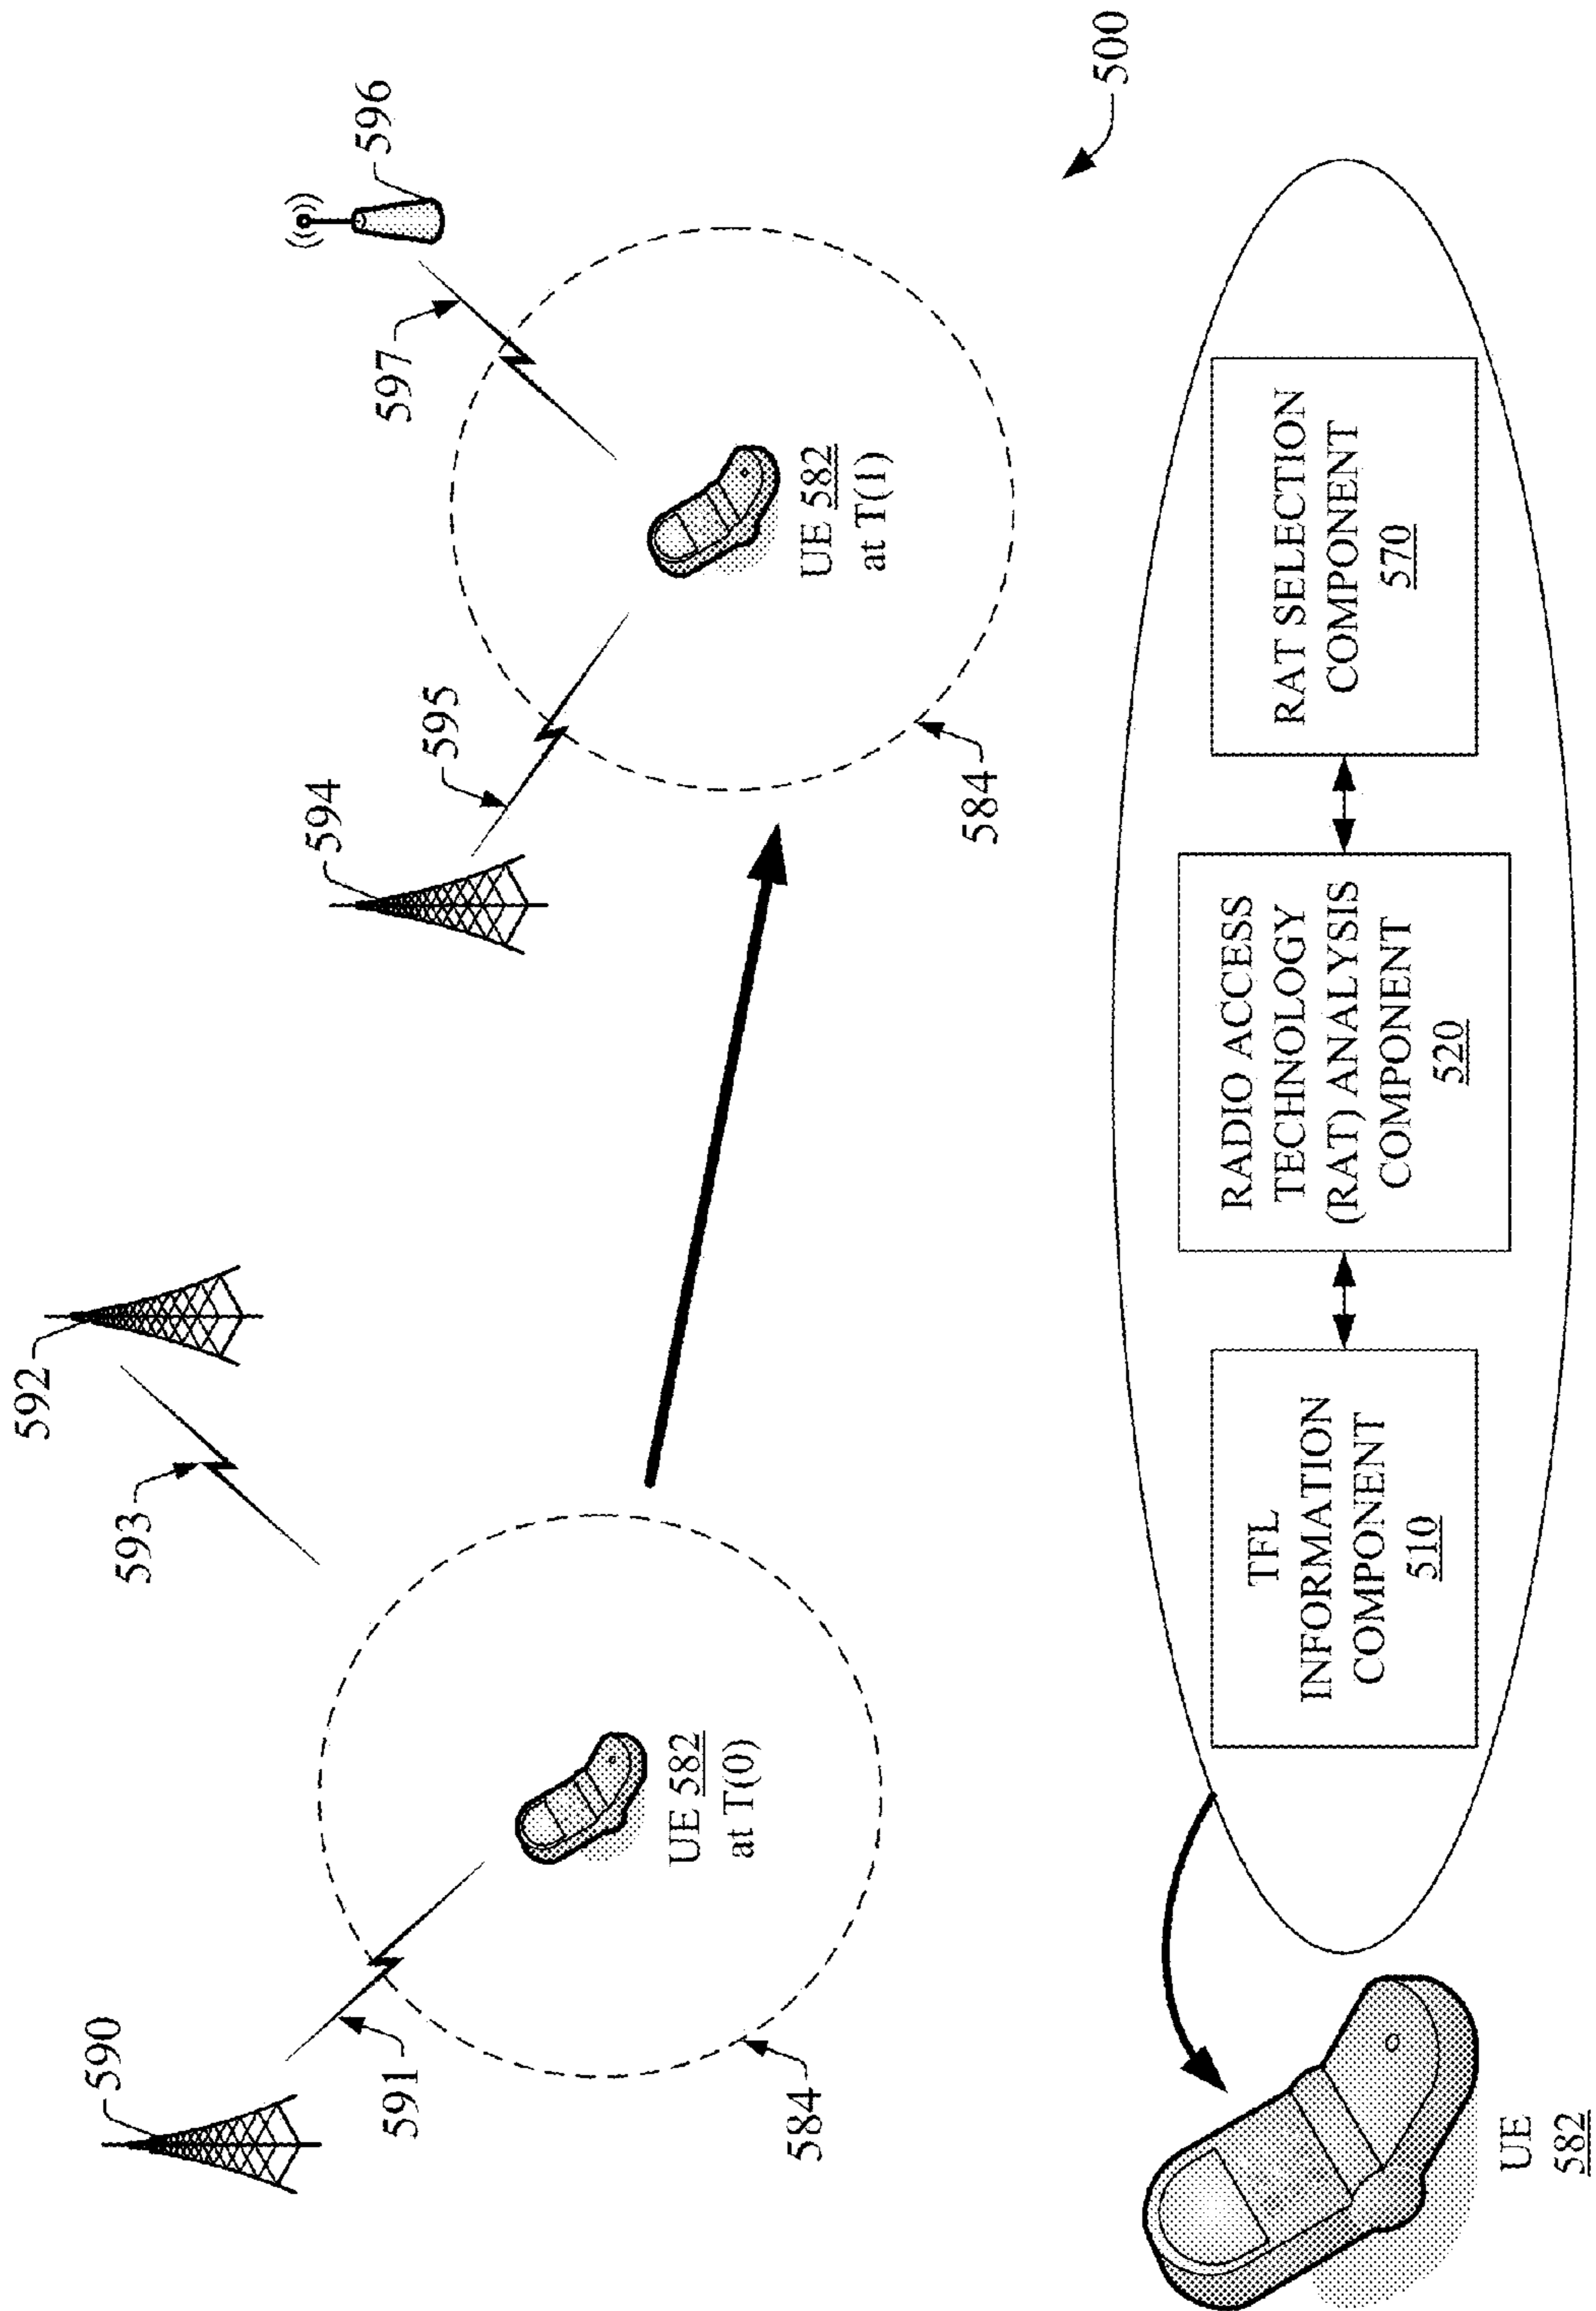 592
590
593
591
584
UE 582
at T(0)
594
595
596
597
UE 582
at T(1)
584
500
UE
582
TFL
INFORMATION
COMPONENT
510
RADIO ACCESS
TECHNOLOGY
(RAT) ANALYSIS
COMPONENT
520
RAT SELECTION
COMPONENT
570